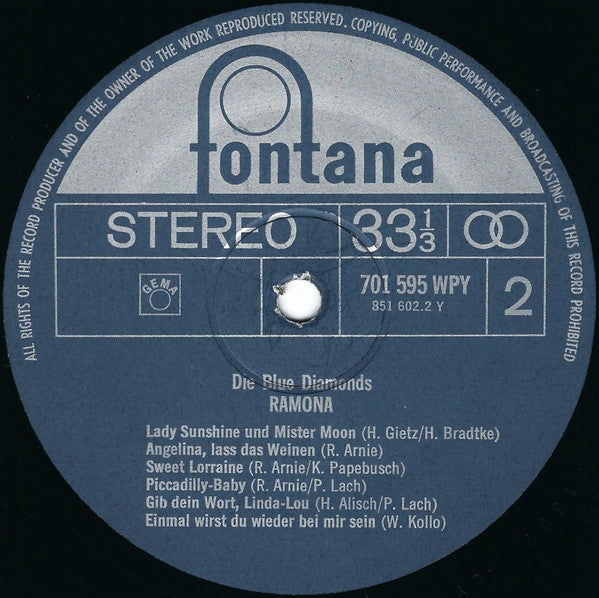 ALL RIGHTS OF THE RECORD PRODUCER AND OF THE OWNER OF THE WORK REPRODUCED RESERVED. COPYING, PUBLIC PERFORMANCE AND BROADCASTING OF THIS RECORD PROHIBITED
fontana
STEREO 33⅓
GEMA 701 595 WPY 2
851 602.2 Y
Die Blue Diamonds
RAMONA
Lady Sunshine und Mister Moon (H. Gietz/H. Bradtke)
Angelina, lass das Weinen (R. Arnie)
Sweet Lorraine (R. Arnie/K. Papebusch)
Piccadilly-Baby (R. Arnie/P. Lach)
Gib dein Wort, Linda-Lou (H. Alisch/P. Lach)
Einmal wirst du wieder bei mir sein (W. Kollo)